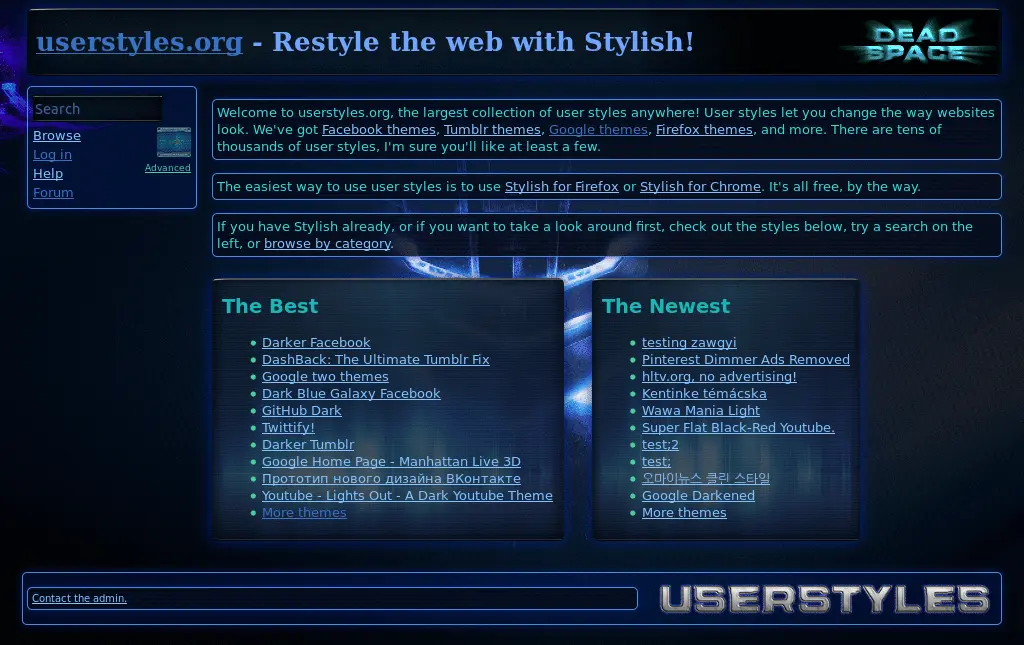 userstyles.org - Restyle the web with Stylish!
DEAD
SPACE
Search
Browse
Log in
Help
Forum
Advanced
Welcome to userstyles.org, the largest collection of user styles anywhere! User styles let you change the way websites
look. We've got Facebook themes, Tumblr themes, Google themes, Firefox themes, and more. There are tens of
thousands of user styles, I'm sure you'll like at least a few.
The easiest way to use user styles is to use Stylish for Firefox or Stylish for Chrome. It's all free, by the way.
If you have Stylish already, or if you want to take a look around first, check out the styles below, try a search on the
left, or browse by category.
The Best
Darker Facebook
DashBack: The Ultimate Tumblr Fix
Google two themes
Dark Blue Galaxy Facebook
GitHub Dark
Twittify!
Darker Tumblr
Google Home Page - Manhattan Live 3D
Прототип нового дизайна ВКонтакте
Youtube - Lights Out - A Dark Youtube Theme
More themes
The Newest
testing zawgyi
Pinterest Dimmer Ads Removed
hltv.org, no advertising!
Kentinke témácska
Wawa Mania Light
Super Flat Black-Red Youtube.
test;2
test;
오마이뉴스 클린 스타일
Google Darkened
More themes
Contact the admin.
USERSTYLES